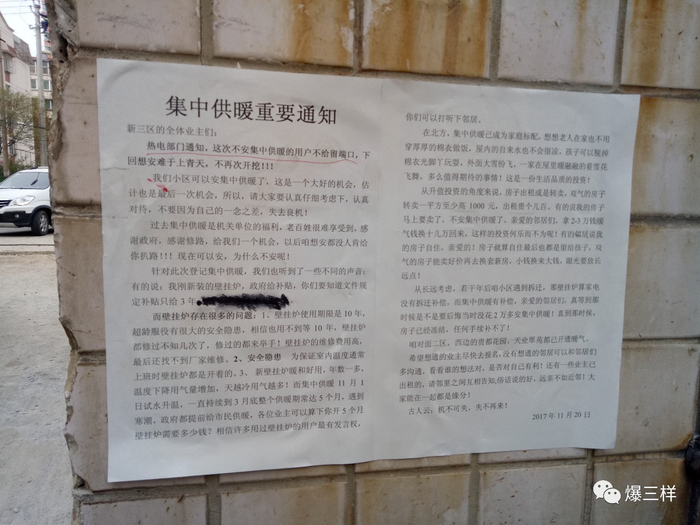 集中供暖重要通知
新三区的全体业主们：
热电部门通知，这次不安集中供暖的用户不给留端口，下
回想安难于上青天，不再次开挖!!!
我们小区可以安集中供暖了，这是一个大好的机会，估
计也是最后一次机会，所以，请大家要认真仔细考虑下，认真
对待，不要因为自己的一念之差，失去良机！
过去集中供暖是机关单位的福利，老百姓很难享受到，感
谢政府，感谢修路，给我们一个机会，以后咱想安都没人肯给
你扒路!!!现在可以安，为什么不安呢！
针对此次登记集中供暖，我们也听到了一些不同的声音：
有的说：我刚新装的壁挂炉，政府给补贴，你们要知道文件规
定补贴只给3年
而壁挂炉存在很多的问题：1、壁挂炉使用期限是10年，
超龄服役有很大的安全隐患，相信也用不到等10年，壁挂炉
都修过不知几次了，修过的都来举手！壁挂炉的维修费用高，
最后还找不到厂家维修。2、安全隐患 为保证室内温度通常
上班时壁挂炉都是开着的。3、新壁挂炉暖和好用，年数一多，
温度下降用气量增加，天越冷用气越多！而集中供暖11月1
日试水升温，一直持续到3月底整个供暖期常达5个月，遇到
寒潮，政府都提前给市民供暖，各位业主可以算下你开5个月
壁挂炉需要多少钱？相信许多用过壁挂炉的用户最有发言权，
你们可以打听下邻居。
在北方，集中供暖已成为家庭标配，想想老人在家也不用
穿厚厚的棉衣做饭，屋内的自来水也不会很凉，孩子可以脱掉
棉衣光脚丫玩耍，外面大雪纷飞，一家在屋里暖融融的看雪花
飞舞。多么值得期待的事情！这是一份生活品质的投资！
从升值投资的角度来说，房子出租或是转卖，双气的房子
转卖一平方至少高1000元，出租整个几百，有的说我的房子
马上要卖了，不安集中供暖了，亲爱的邻居们，拿2-3万钱暖
气钱换十几万回来，这样的投资何乐而不为呢！有的邻居说我
的房子自住，亲爱的！房子就算自住最后也都是留给孩子，双
气的房子能卖好价再去换套新房，小钱换来大钱，眼光要放长
远点！
从长远考虑，若干年后咱小区遇到拆迁，那壁挂炉算家电
没有拆迁补偿，而集中供暖有补偿，亲爱的邻居们，真等到那
时候是不是要后悔当时没花2万多安集中供暖！真到那时候，
房子已经冻结，任何手续补不了！
咱对面二区、西边的贵都花园、天业翠苑都已开通暖气。
希望想通的业主尽快去报名，没有想通的邻居可以和邻居们
多沟通，看看谁的想法对，是否对自己有利！还有一些业主已
出租的，请邻里之间互相告知，俗话说的好，远亲不如近邻！大
家能在一起都是缘分！
古人云，机不可失，失不再来！
2017年11月20日
爆三样